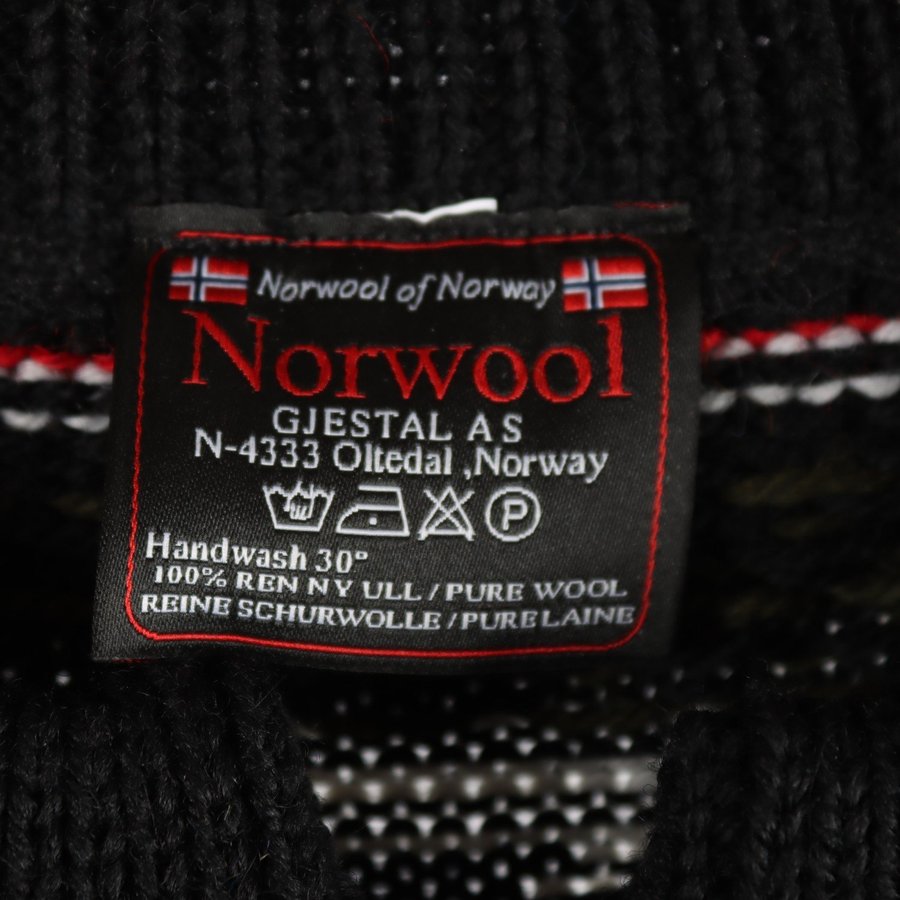 Norwool of Norway
Norwool
GJESTAL AS
N-4333 Oltedal ,Norway
P
Handwash 30°
100% REN NY ULL / PURE WOOL
REINE SCHURWOLLE / PURE LAINE